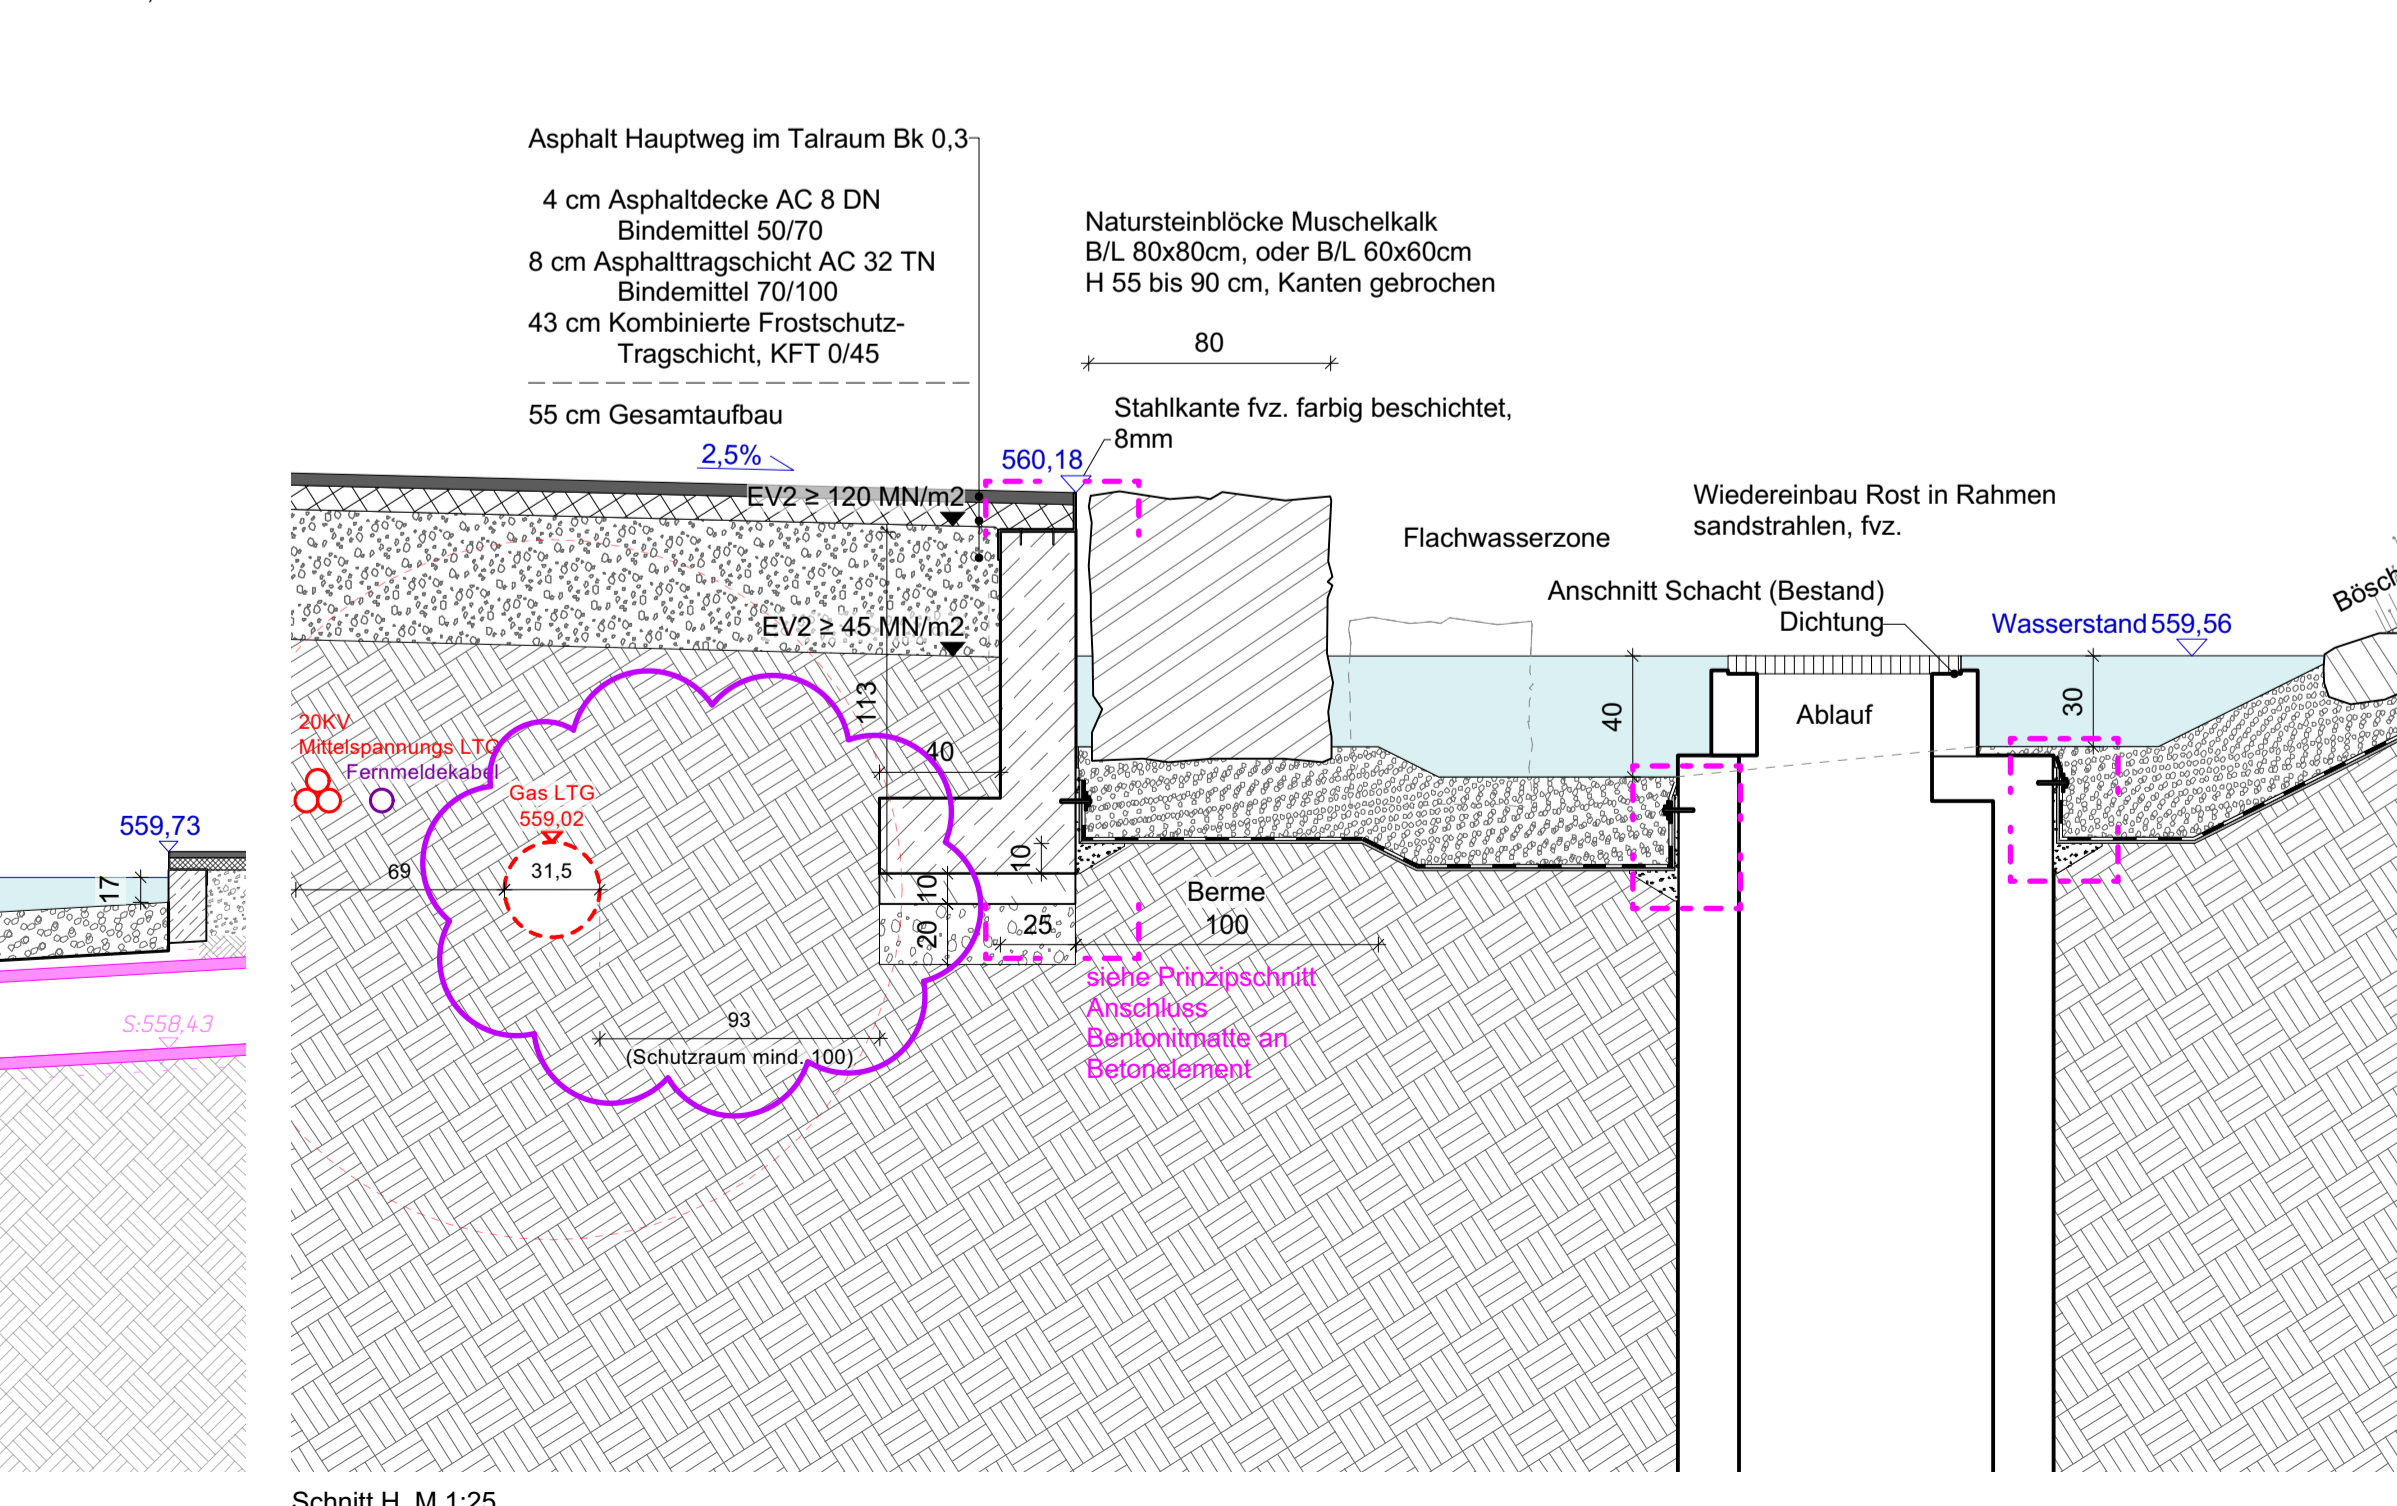 Asphalt Hauptweg im Talraum Bk 0,3
4 cm Asphaltdecke AC 8 DN
Bindemittel 50/70
8 cm Asphalttragschicht AC 32 TN
Bindemittel 70/100
43 cm Kombinierte Frostschutz-
Tragschicht, KFT 0/45
55 cm Gesamtaufbau
2,5%
560,18
Natursteinblöcke Muschelkalk
B/L 80x80cm, oder B/L 60x60cm
H 55 bis 90 cm, Kanten gebrochen
80
Stahlkante fvz. farbig beschichtet,
8mm
EV2 ≥ 120 MN/m2
EV2 ≥ 45 MN/m2
Flachwasserzone
Wiedereinbau Rost in Rahmen
sandstrahlen, fvz.
Anschnitt Schacht (Bestand)
Dichtung
Wasserstand 559,56
Bösch
113
40
40
30
Ablauf
20KV
Mittelspannungs LTG
Fernmeldekabel
Gas LTG
559,02
69
31,5
559,73
17
10
10
20
25
Berme
100
siehe Prinzipschnitt
Anschluss
Bentonitmatte an
Betonelement
93
(Schutzraum mind. 100)
S:558,43
Schnitt H, M 1:25